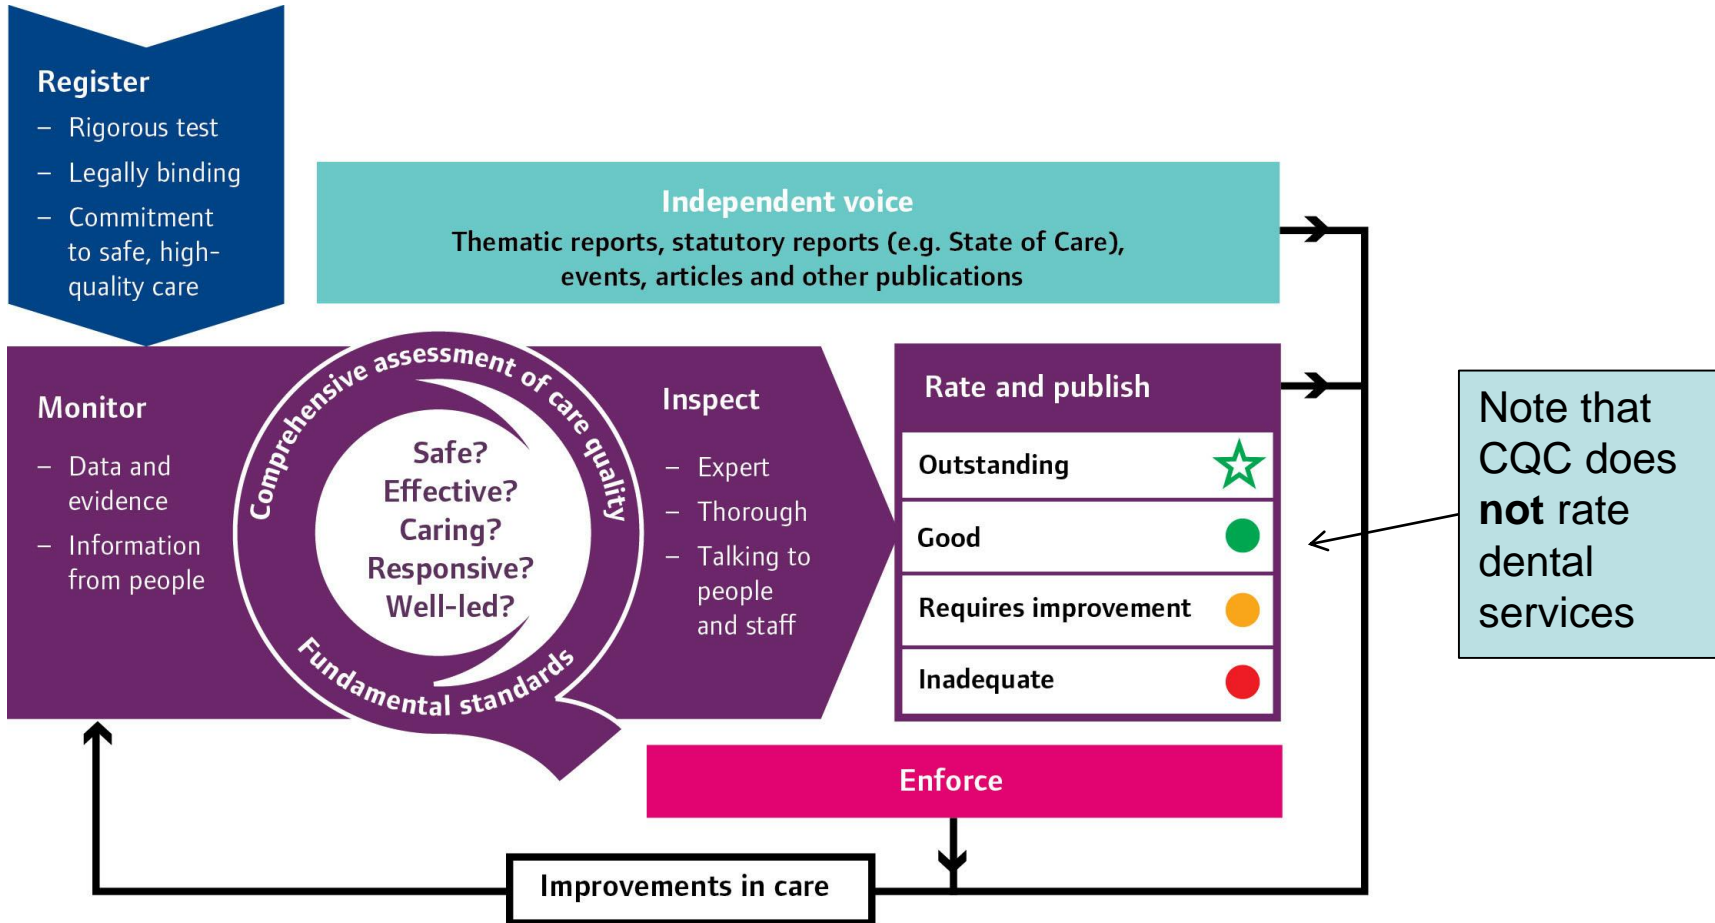 Register
– Rigorous test
– Legally binding
– Commitment
to safe, high-
quality care
Independent voice
Thematic reports, statutory reports (e.g. State of Care),
events, articles and other publications
Monitor
– Data and
evidence
– Information
from people
Comprehensive assessment of care quality
Safe?
Effective?
Caring?
Responsive?
Well-led?
Fundamental standards
Inspect
– Expert
– Thorough
– Talking to
people
and staff
Rate and publish
Outstanding
Good
Requires improvement
Inadequate
Note that
CQC does
not rate
dental
services
Enforce
Improvements in care